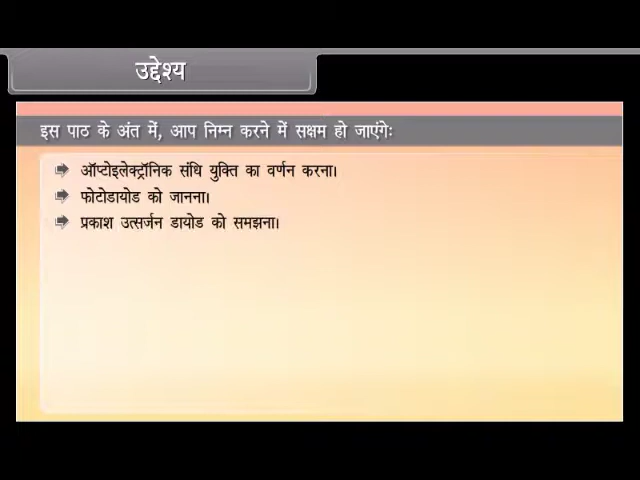 उद्देश्य
इस पाठ के अंत में, आप निम्न करने में सक्षम हो जाएंगेः
ऑप्टोइलेक्ट्रॉनिक संधि युक्ति का वर्णन करना।
फोटोडायोड को जानना।
प्रकाश उत्सर्जन डायोड को समझना।